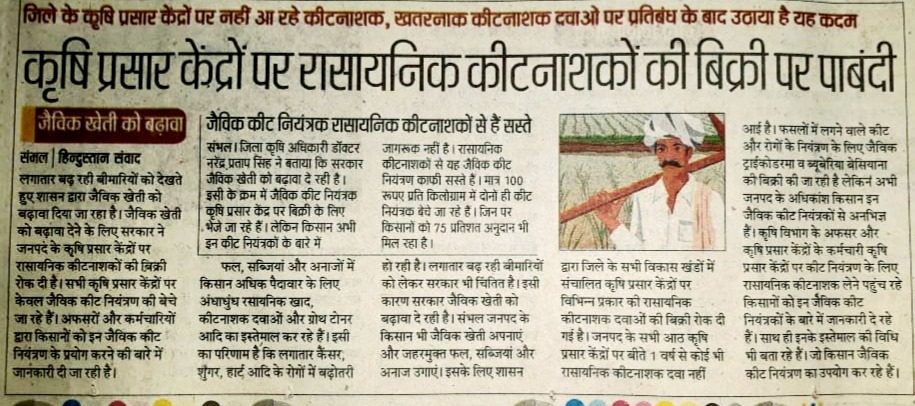 जिले के कृषि प्रसार केंद्रों पर नहीं आ रहे कीटनाशक, खतरनाक कीटनाशक दवाओं पर प्रतिबंध के बाद उठाया है यह कदम
कृषि प्रसार केंद्रों पर रासायनिक कीटनाशकों की बिक्री पर पाबंदी
जैविक खेती को बढ़ावा
संभल | हिन्दुस्तान संवाद
लगातार बढ़ रही बीमारियों को देखते
हुए शासन द्वारा जैविक खेती को
बढ़ावा दिया जा रहा है। जैविक खेती
को बढ़ावा देने के लिए सरकार ने
जनपद के कृषि प्रसार केंद्रों पर
रासायनिक कीटनाशकों की बिक्री
रोक दी है। सभी कृषि प्रसार केंद्रों पर
केवल जैविक कीट नियंत्रण की बेचे
जा रहे हैं। अफसरों और कर्मचारियों
द्वारा किसानों को इन जैविक कीट
नियंत्रण के प्रयोग करने की बारे में
जानकारी दी जा रही है।
जैविक कीट नियंत्रक रासायनिक कीटनाशकों से हैं सस्ते
संभल। जिला कृषि अधिकारी डॉक्टर
नरेंद्र प्रताप सिंह ने बताया कि सरकार
जैविक खेती को बढ़ावा दे रही है।
इसी के क्रम में जैविक कीट नियंत्रक
कृषि प्रसार केंद्र पर बिक्री के लिए
भेजे जा रहे हैं। लेकिन किसान अभी
इन कीट नियंत्रकों के बारे में
जागरूक नहीं है। रासायनिक
कीटनाशकों से यह जैविक कीट
नियंत्रण काफी सस्ते हैं। मात्र 100
रूपए प्रति किलोग्राम में दोनों ही कीट
नियंत्रक बेचे जा रहे हैं। जिन पर
किसानों को 75 प्रतिशत अनुदान भी
मिल रहा है।
फल, सब्जियां और अनाजों में
किसान अधिक पैदावार के लिए
अंधाधुंध रसायनिक खाद,
कीटनाशक दवाओं और ग्रोथ टोनर
आदि का इस्तेमाल कर रहे हैं। इसी
का परिणाम है कि लगातार कैंसर,
शुगर, हार्ट आदि के रोगों में बढ़ोतरी
हो रही है। लगातार बढ़ रही बीमारियों
को लेकर सरकार भी चिंतित है। इसी
कारण सरकार जैविक खेती को
बढ़ावा दे रही है। संभल जनपद के
किसान भी जैविक खेती अपनाएं
और जहरमुक्त फल, सब्जियां और
अनाज उगाएं। इसके लिए शासन
द्वारा जिले के सभी विकास खंडों में
संचालित कृषि प्रसार केंद्रों पर
विभिन्न प्रकार की रासायनिक
कीटनाशक दवाओं की बिक्री रोक दी
गई है। जनपद के सभी आठ कृषि
प्रसार केंद्रों पर बीते 1 वर्ष से कोई भी
रासायनिक कीटनाशक दवा नहीं
आई है। फसलों में लगने वाले कीट
और रोगों के नियंत्रण के लिए जैविक
ट्राईकोडरमा व ब्यूबेरिया बेसियाना
की बिक्री की जा रही है लेकिन अभी
जनपद के अधिकांश किसान इन
जैविक कीट नियंत्रकों से अनभिज्ञ
हैं। कृषि विभाग के अफसर और
कृषि प्रसार केंद्रों के कर्मचारी कृषि
प्रसार केंद्रों पर कीट नियंत्रण के लिए
रासायनिक कीटनाशक लेने पहुंच रहे
किसानों को इन जैविक कीट
नियंत्रकों के बारे में जानकारी दे रहे
हैं। साथ ही इनके इस्तेमाल की विधि
भी बता रहे हैं। जो किसान जैविक
कीट नियंत्रण का उपयोग कर रहे हैं।